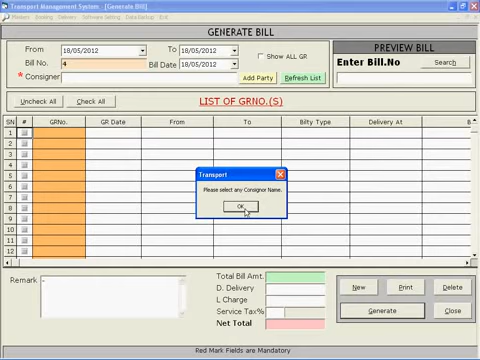 Transport Management System - [Generate Bill]
Masters Booking Delivery Software Setting Data Backup Exit
GENERATE BILL
From 18/05/2012 To 18/05/2012 Show ALL GR.
Bill No. 4 Bill Date 18/05/2012
* Consigner Add Party Refresh List
PREVIEW BILL
Enter Bill.No Search
Uncheck All Check All LIST OF GRNO.(S)
SN # GRNo. GR Date From To Bilty Type Delivery At B
1
2
3
4
5
6
7
8
9
10
11
12
Transport
Please select any Consignor Name.
OK
Remark -
Total Bill Amt.
D. Delivery
L Charge
Service Tax%
Net Total
New Print Delete
Generate Close
Red Mark Fields are Mandatory